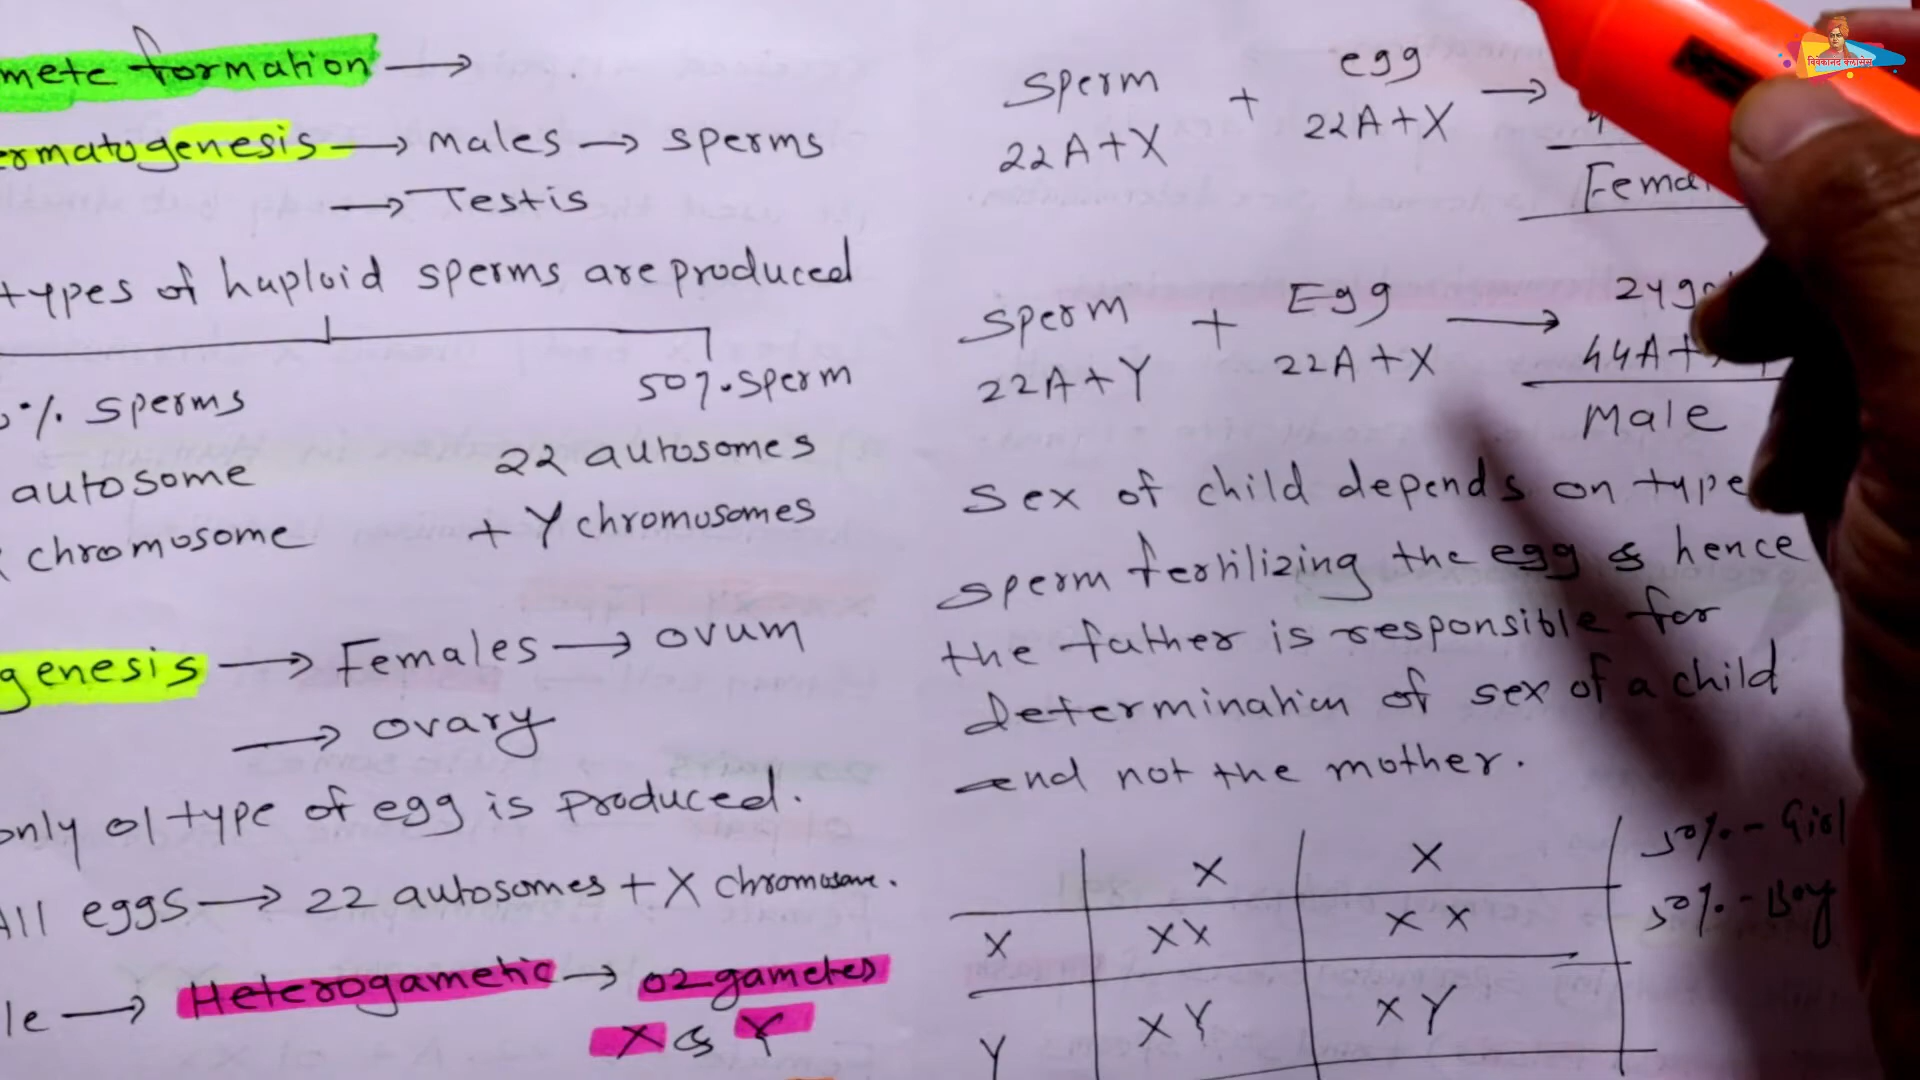 mete formation →
ermatogenesis → males → sperms
→ Testis
types of haploid sperms are produced
% sperms
50% sperm
autosome
22 autosomes
chromosome
+ Y chromosomes
genesis → Females → ovum
→ ovary
only 01 type of egg is produced.
All eggs → 22 autosomes + X chromosome.
le → Heterogametic → 02 gametes
X & Y
sperm + egg →
22A+X 22A+X
Femal
sperm + Egg → zygo
22A+Y 22A+X 44A+
Male
sex of child depends on type
sperm fertilizing the egg & hence
the father is responsible for
determination of sex of a child
and not the mother.
X X
X XX XX
Y XY XY
50% - Girl
50% - Boy
विवेकानंद क्लासेस